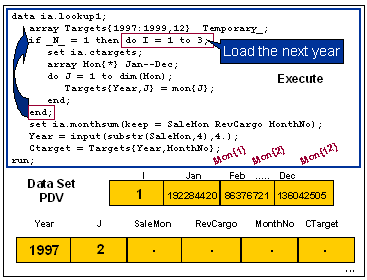 data ia.lookup1;
array Targets{1997:1999,12} _Temporary_;
if _N_ = 1 then do I = 1 to 3;
set ia.ctargets;
Load the next year
array Mon{*} Jan--Dec;
do J = 1 to dim(Mon);
Execute
Targets{Year,J} = mon{J};
end;
end;
set ia.monthsum(keep = SaleMon RevCargo MonthNo);
Year = input(substr(SaleMon,4),4.);
Ctarget = Targets{Year,MonthNo};
run;
Mon{1} Mon{2} Mon{12}
Data Set
PDV
I Jan Feb ..... Dec
1 192284420 86376721 136042505
Year J SaleMon RevCargo MonthNo CTarget
1997 2 . . . .
...